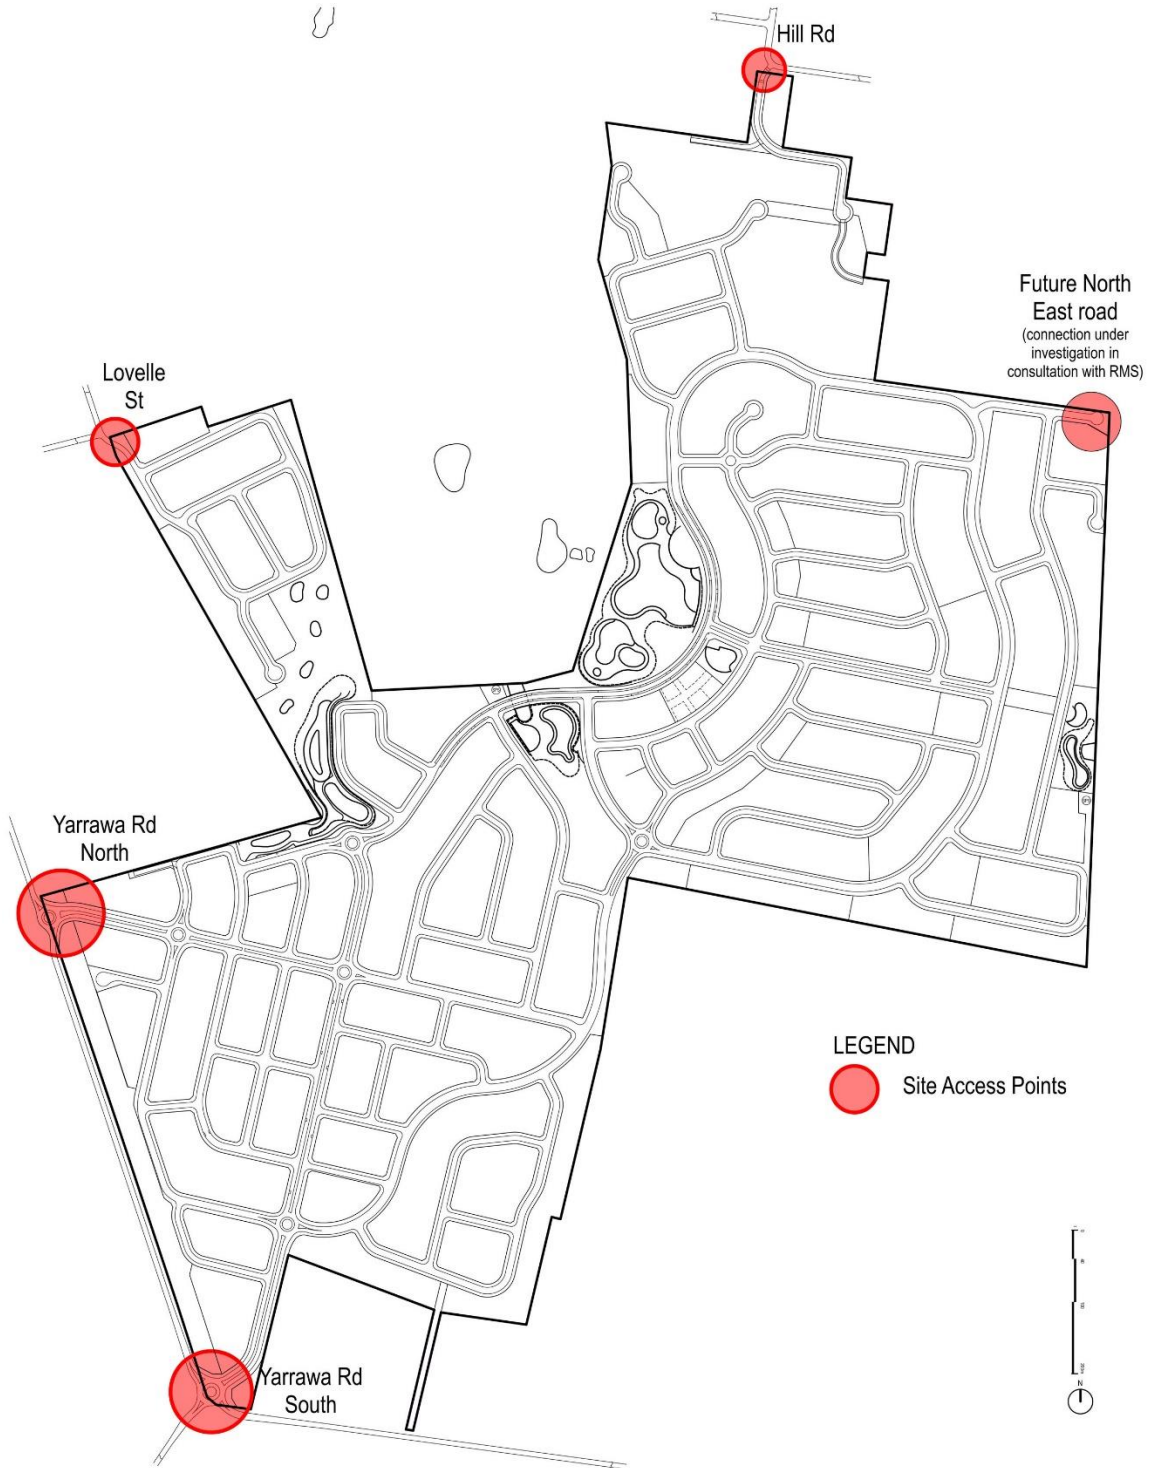 Hill Rd
Future North
East road
(connection under
investigation in
consultation with RMS)
Lovelle
St
Yarrawa Rd
North
LEGEND
Site Access Points
Yarrawa Rd
South
N